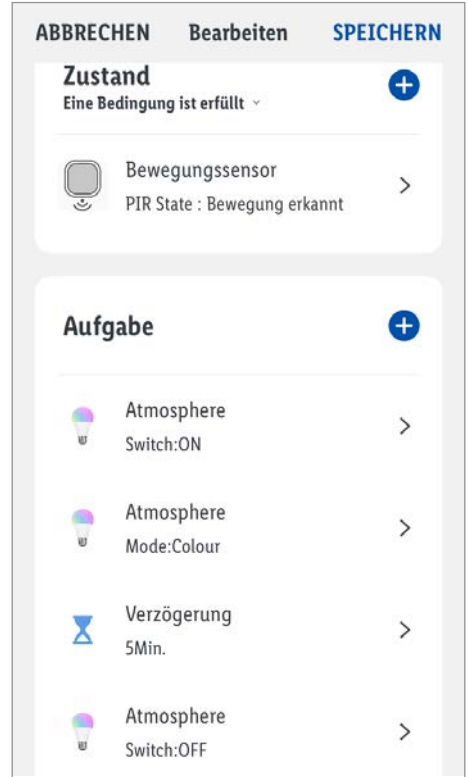 ABBRECHEN Bearbeiten SPEICHERN
Zustand
Eine Bedingung ist erfüllt
Bewegungssensor
PIR State : Bewegung erkannt
Aufgabe
Atmosphere
Switch:ON
Atmosphere
Mode:Colour
Verzögerung
5Min.
Atmosphere
Switch:OFF